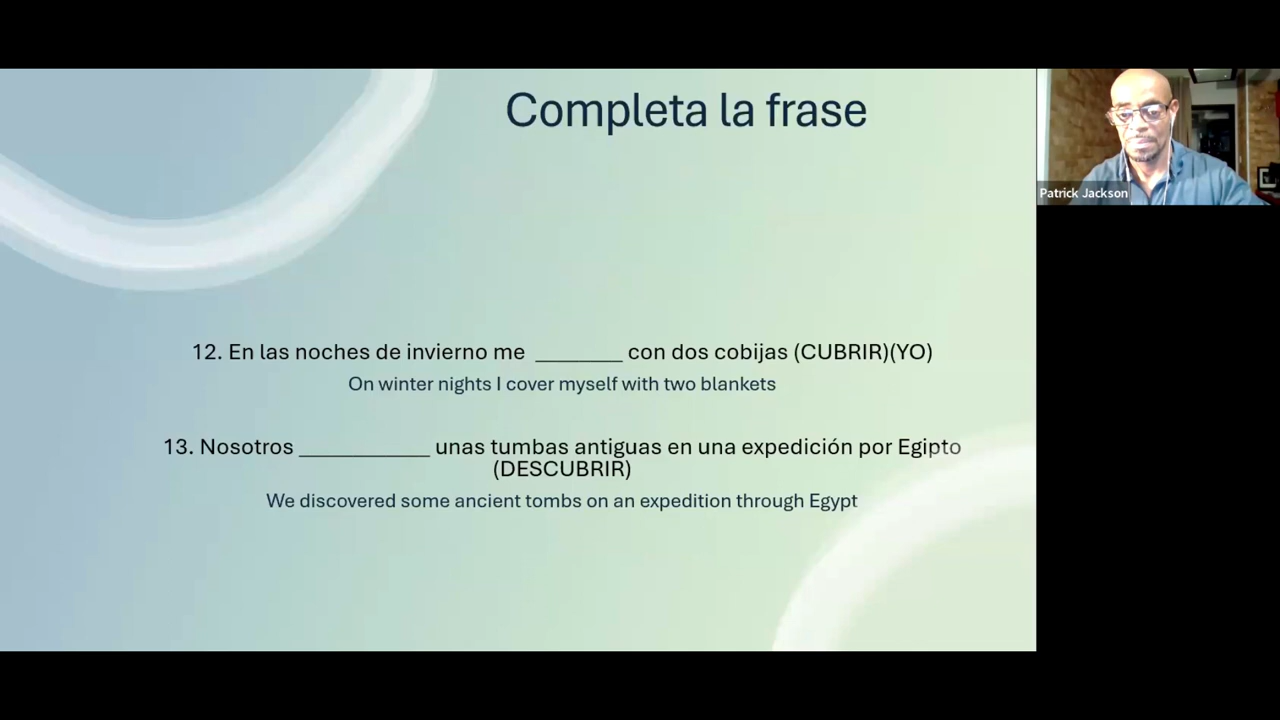 Completa la frase
12. En las noches de invierno me ________ con dos cobijas (CUBRIR)(YO)
On winter nights I cover myself with two blankets
13. Nosotros ____________ unas tumbas antiguas en una expedición por Egipto
(DESCUBRIR)
We discovered some ancient tombs on an expedition through Egypt
Patrick Jackson